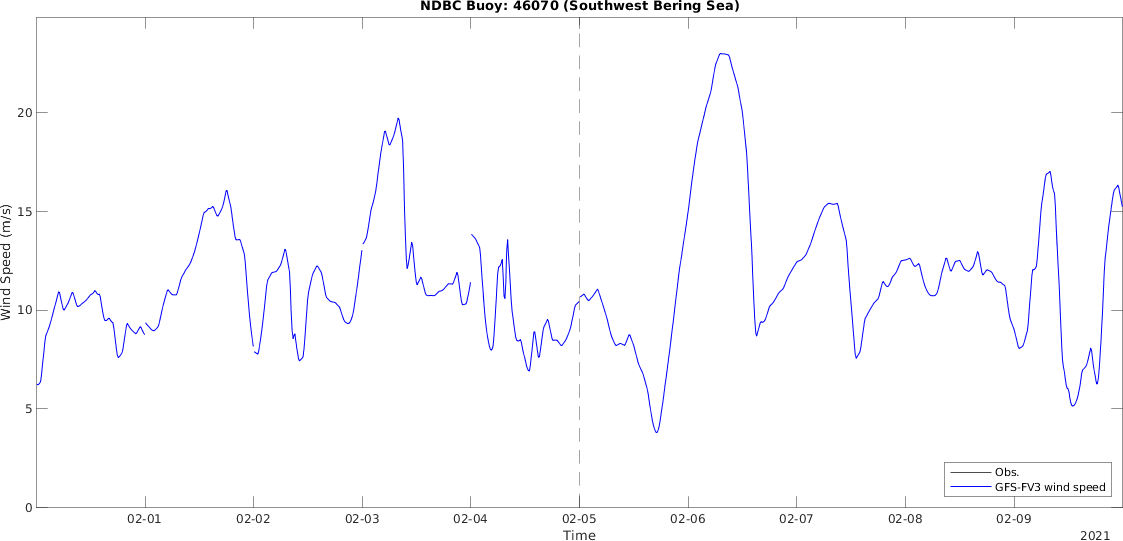 NDBC Buoy: 46070 (Southwest Bering Sea)
20
15
10
5
0
Wind Speed (m/s)
02-01 02-02 02-03 02-04 02-05 02-06 02-07 02-08 02-09
Time
2021
Obs.
GFS-FV3 wind speed